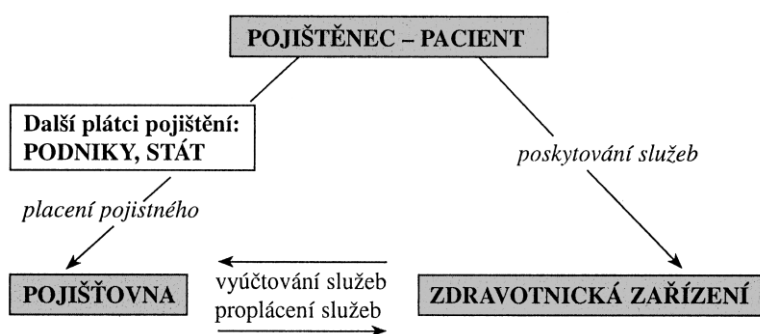 POJIŠTĚNEC – PACIENT
Další plátci pojištění:
PODNIKY, STÁT
poskytování služeb
placení pojistného
POJIŠŤOVNA
vyúčtování služeb
proplácení služeb
ZDRAVOTNICKÁ ZAŘÍZENÍ